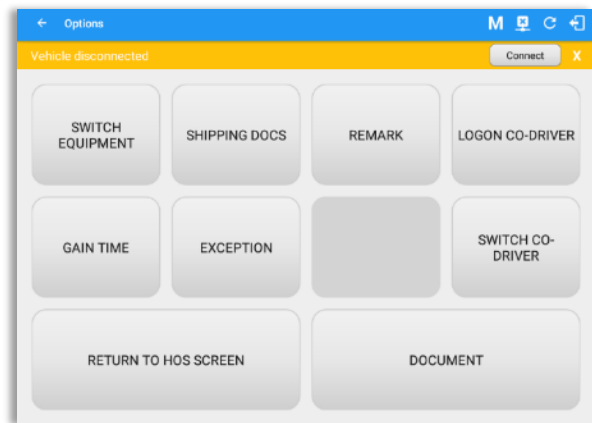 ← Options M
Vehicle disconnected Connect X
SWITCH
EQUIPMENT
SHIPPING DOCS
REMARK
LOGON CO-DRIVER
GAIN TIME
EXCEPTION
SWITCH CO-
DRIVER
RETURN TO HOS SCREEN
DOCUMENT